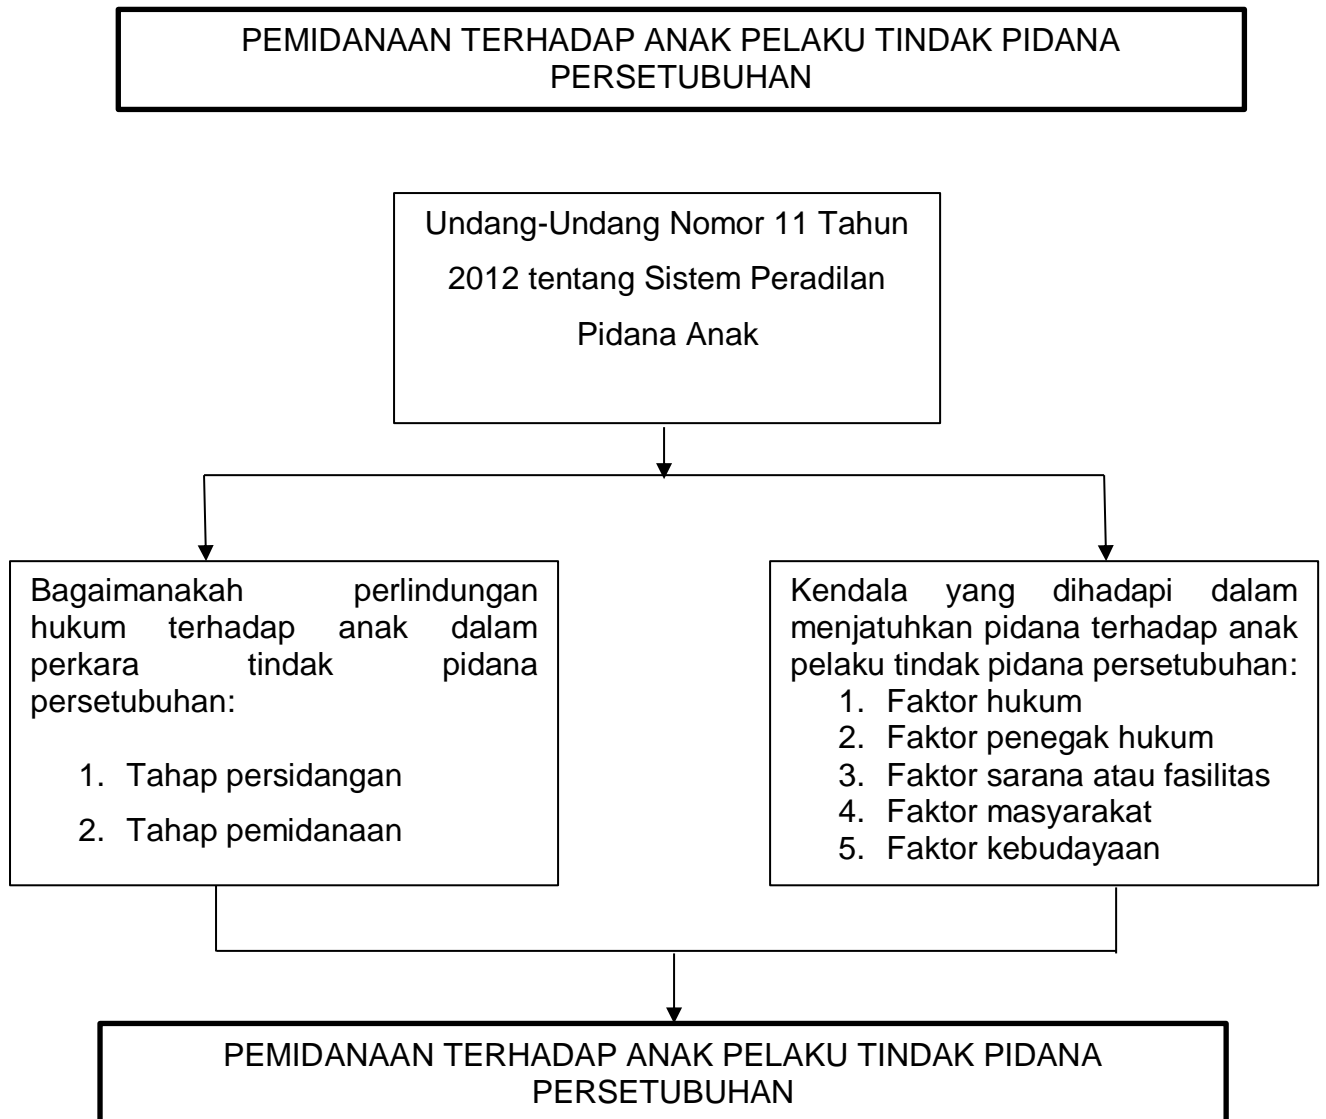 PEMIDANAAN TERHADAP ANAK PELAKU TINDAK PIDANA
PERSETUBUHAN
Undang-Undang Nomor 11 Tahun
2012 tentang Sistem Peradilan
Pidana Anak
Bagaimanakah perlindungan
hukum terhadap anak dalam
perkara tindak pidana
persetubuhan:
1. Tahap persidangan
2. Tahap pemidanaan
Kendala yang dihadapi dalam
menjatuhkan pidana terhadap anak
pelaku tindak pidana persetubuhan:
1. Faktor hukum
2. Faktor penegak hukum
3. Faktor sarana atau fasilitas
4. Faktor masyarakat
5. Faktor kebudayaan
PEMIDANAAN TERHADAP ANAK PELAKU TINDAK PIDANA
PERSETUBUHAN